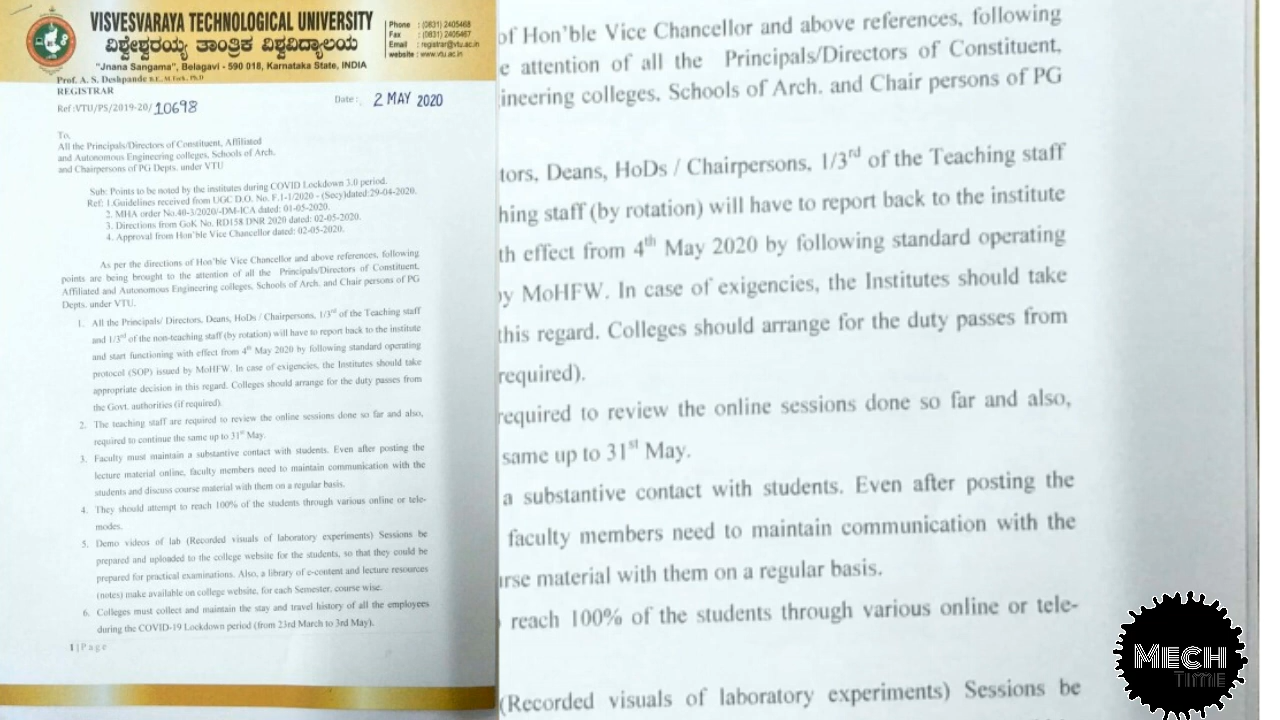 VISVESVARAYA TECHNOLOGICAL UNIVERSITY
ವಿಶ್ವೇಶ್ವರಯ್ಯ ತಾಂತ್ರಿಕ ವಿಶ್ವವಿದ್ಯಾಲಯ
"Jnana Sangama", Belagavi - 590 018, Karnataka State, INDIA
Phone : (0831) 2405468
Fax : (0831) 2405467
Email : registrar@vtu.ac.in
website : www.vtu.ac.in
Prof. A. S. Deshpande B.E., M.Tech., Ph.D
REGISTRAR
Ref:VTU/PS/2019-20/10698
Date : 2 MAY 2020
To,
All the Principals/Directors of Constituent, Affiliated
and Autonomous Engineering colleges, Schools of Arch.
and Chairpersons of PG Depts. under VTU
Sub: Points to be noted by the institutes during COVID Lockdown 3.0 period.
Ref: 1.Guidelines received from UGC D.O. No. F.1-1/2020 - (Secy)dated:29-04-2020.
2. MHA order No.40-3/2020/-DM-ICA dated: 01-05-2020.
3. Directions from GoK No. RD158 DNR 2020 dated: 02-05-2020.
4. Approval from Hon'ble Vice Chancellor dated: 02-05-2020.
As per the directions of Hon'ble Vice Chancellor and above references, following
points are being brought to the attention of all the Principals/Directors of Constituent,
Affiliated and Autonomous Engineering colleges, Schools of Arch. and Chair persons of PG
Depts. under VTU.
1. All the Principals/ Directors, Deans, HoDs / Chairpersons, 1/3rd of the Teaching staff
and 1/3rd of the non-teaching staff (by rotation) will have to report back to the institute
and start functioning with effect from 4th May 2020 by following standard operating
protocol (SOP) issued by MoHFW. In case of exigencies, the Institutes should take
appropriate decision in this regard. Colleges should arrange for the duty passes from
the Govt. authorities (if required).
2. The teaching staff are required to review the online sessions done so far and also,
required to continue the same up to 31st May.
3. Faculty must maintain a substantive contact with students. Even after posting the
lecture material online, faculty members need to maintain communication with the
students and discuss course material with them on a regular basis.
4. They should attempt to reach 100% of the students through various online or tele-
modes.
5. Demo videos of lab (Recorded visuals of laboratory experiments) Sessions be
prepared and uploaded to the college website for the students, so that they could be
prepared for practical examinations. Also, a library of e-content and lecture resources
(notes) make available on college website, for each Semester, course wise.
6. Colleges must collect and maintain the stay and travel history of all the employees
during the COVID-19 Lockdown period (from 23rd March to 3rd May).
1 | Page
of Hon'ble Vice Chancellor and above references, following
e attention of all the Principals/Directors of Constituent,
ineering colleges, Schools of Arch. and Chair persons of PG
tors, Deans, HoDs / Chairpersons, 1/3rd of the Teaching staff
hing staff (by rotation) will have to report back to the institute
th effect from 4th May 2020 by following standard operating
by MoHFW. In case of exigencies, the Institutes should take
this regard. Colleges should arrange for the duty passes from
required).
required to review the online sessions done so far and also,
same up to 31st May.
a substantive contact with students. Even after posting the
faculty members need to maintain communication with the
urse material with them on a regular basis.
reach 100% of the students through various online or tele-
(Recorded visuals of laboratory experiments) Sessions be
MECH
TIME